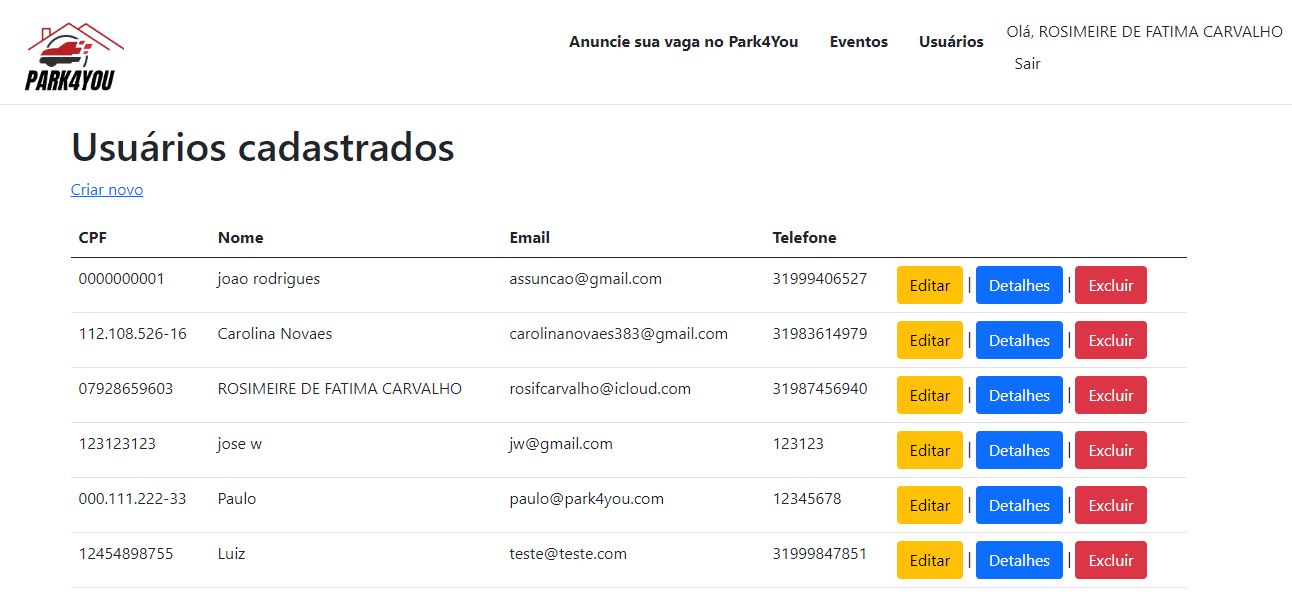 PARK4YOU
Anuncie sua vaga no Park4You Eventos Usuários Olá, ROSIMEIRE DE FATIMA CARVALHO
Sair
Usuários cadastrados
Criar novo
CPF Nome Email Telefone
0000000001 joao rodrigues assuncao@gmail.com 31999406527 Editar | Detalhes | Excluir
112.108.526-16 Carolina Novaes carolinanovaes383@gmail.com 31983614979 Editar | Detalhes | Excluir
07928659603 ROSIMEIRE DE FATIMA CARVALHO rosifcarvalho@icloud.com 31987456940 Editar | Detalhes | Excluir
123123123 jose w jw@gmail.com 123123 Editar | Detalhes | Excluir
000.111.222-33 Paulo paulo@park4you.com 12345678 Editar | Detalhes | Excluir
12454898755 Luiz teste@teste.com 31999847851 Editar | Detalhes | Excluir